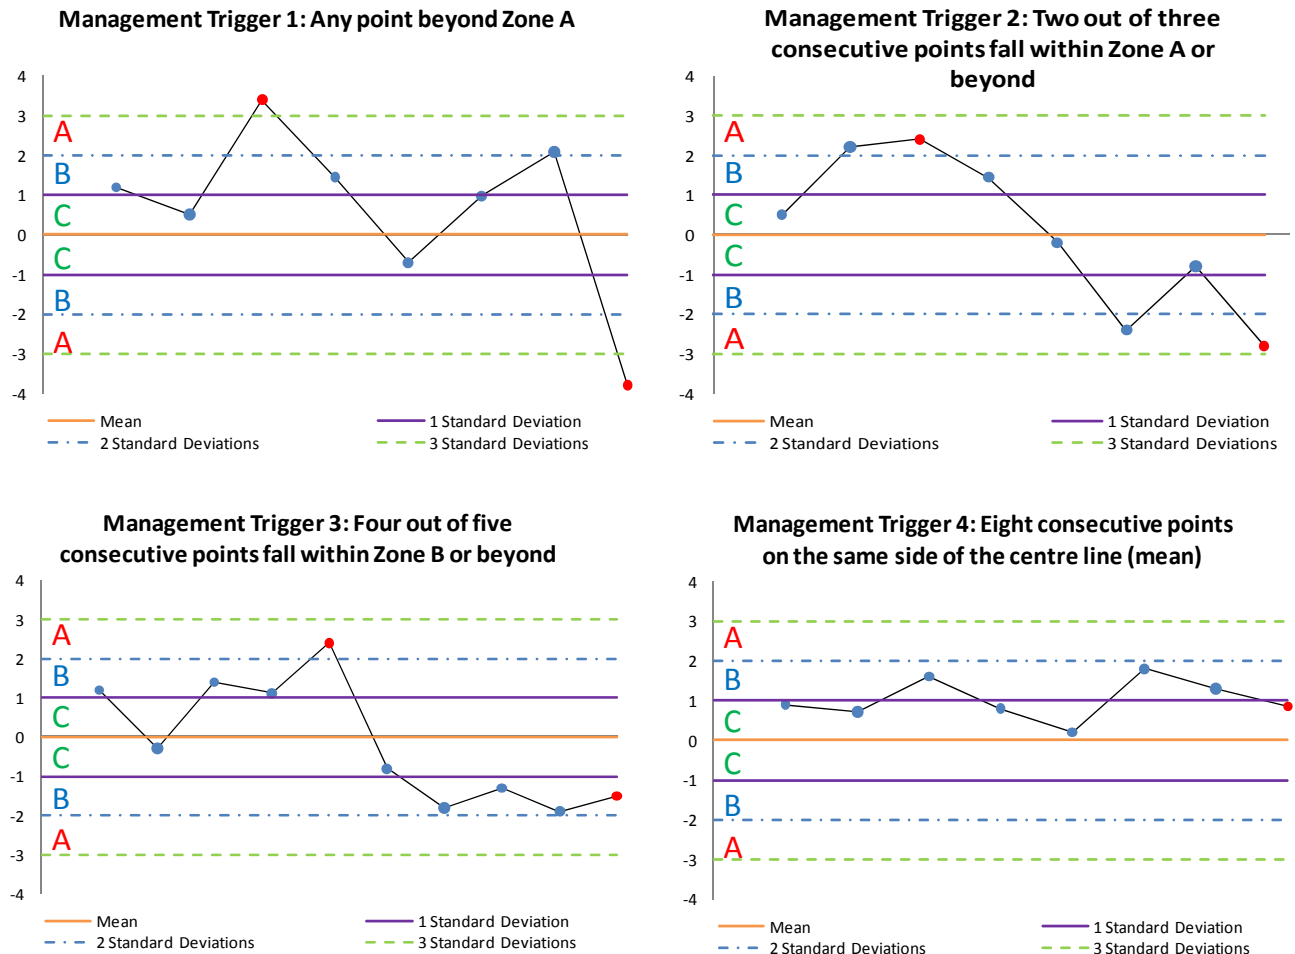 Management Trigger 1: Any point beyond Zone A
4
3
A
2
B
1
C
0
C
-1
B
-2
A
-3
-4
Mean
1 Standard Deviation
2 Standard Deviations
3 Standard Deviations
Management Trigger 2: Two out of three
consecutive points fall within Zone A or
beyond
4
3
A
2
B
1
C
0
C
-1
B
-2
A
-3
-4
Mean
1 Standard Deviation
2 Standard Deviations
3 Standard Deviations
Management Trigger 3: Four out of five
consecutive points fall within Zone B or beyond
4
3
A
2
B
1
C
0
C
-1
B
-2
A
-3
-4
Mean
1 Standard Deviation
2 Standard Deviations
3 Standard Deviations
Management Trigger 4: Eight consecutive points
on the same side of the centre line (mean)
4
3
A
2
B
1
C
0
C
-1
B
-2
A
-3
-4
Mean
1 Standard Deviation
2 Standard Deviations
3 Standard Deviations